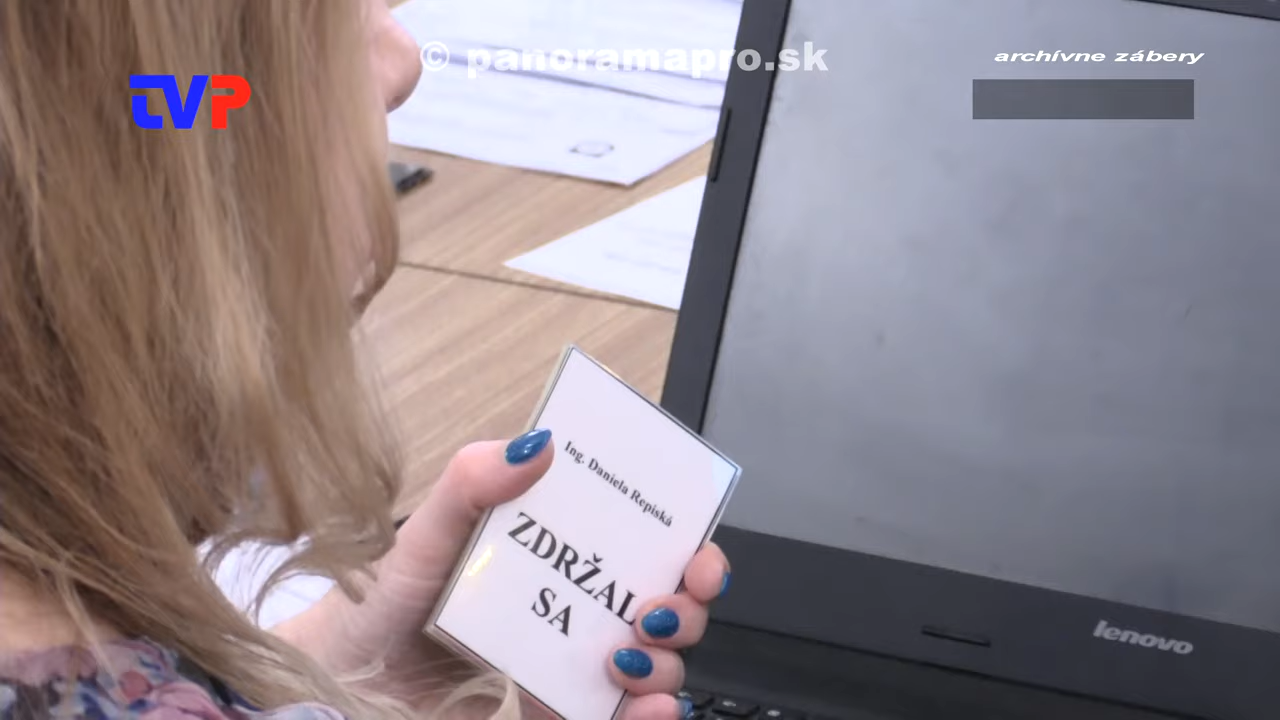 © panoramapro.sk
archívne zábery
TVP
Ing. Daniela Repiská
ZDRŽAL
SA
lenovo